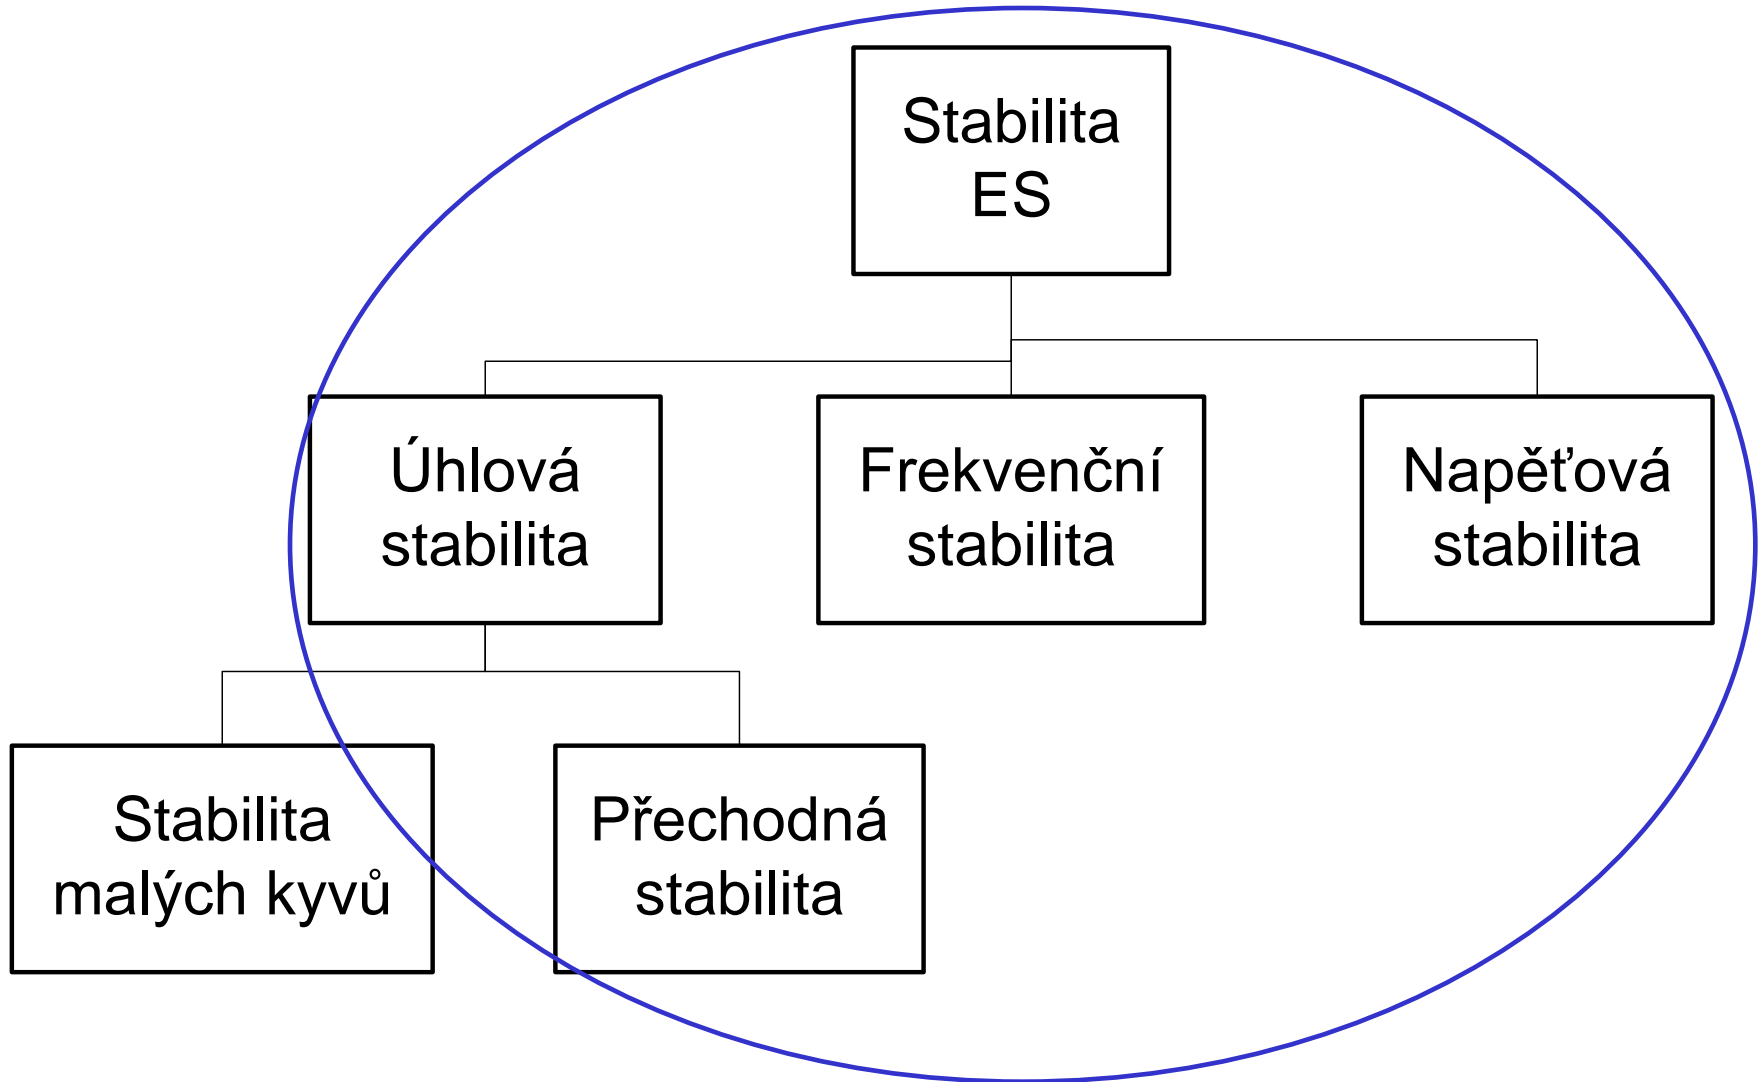 Stabilita
ES
Úhlová
stabilita
Frekvenční
stabilita
Napěťová
stabilita
Stabilita
malých kyvů
Přechodná
stabilita